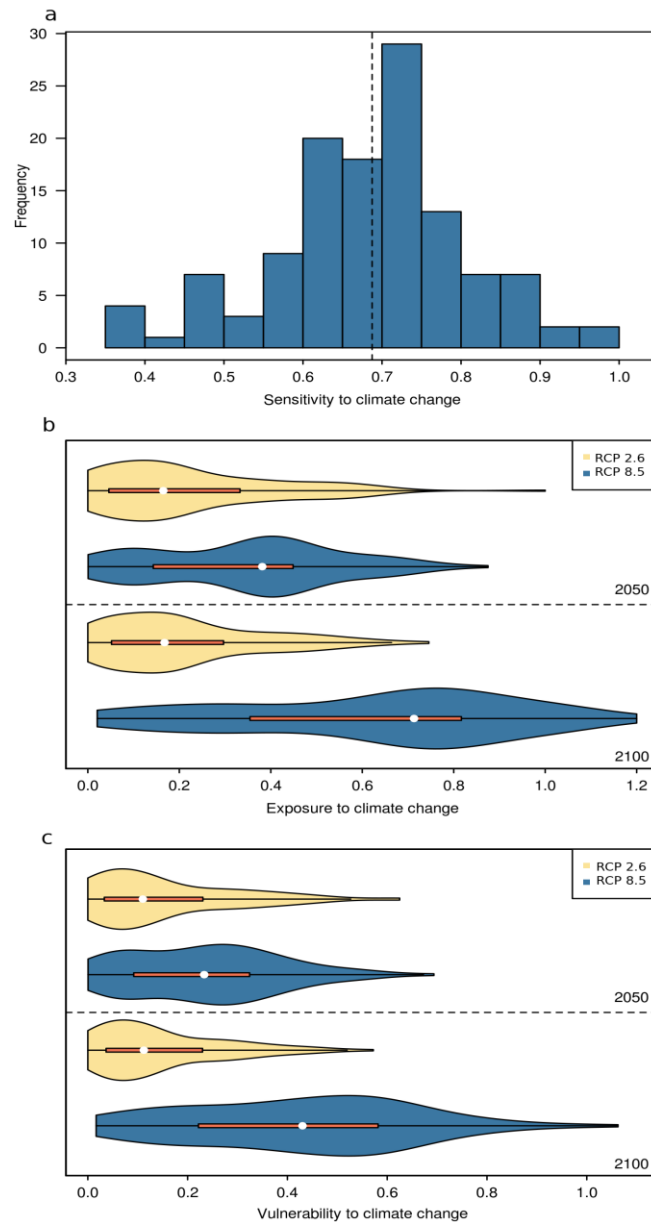 a
30
25
20
15
10
5
0
Frequency
0.3 0.4 0.5 0.6 0.7 0.8 0.9 1.0
Sensitivity to climate change
b
RCP 2.6
RCP 8.5
2050
2100
0.0 0.2 0.4 0.6 0.8 1.0 1.2
Exposure to climate change
c
RCP 2.6
RCP 8.5
2050
2100
0.0 0.2 0.4 0.6 0.8 1.0
Vulnerability to climate change